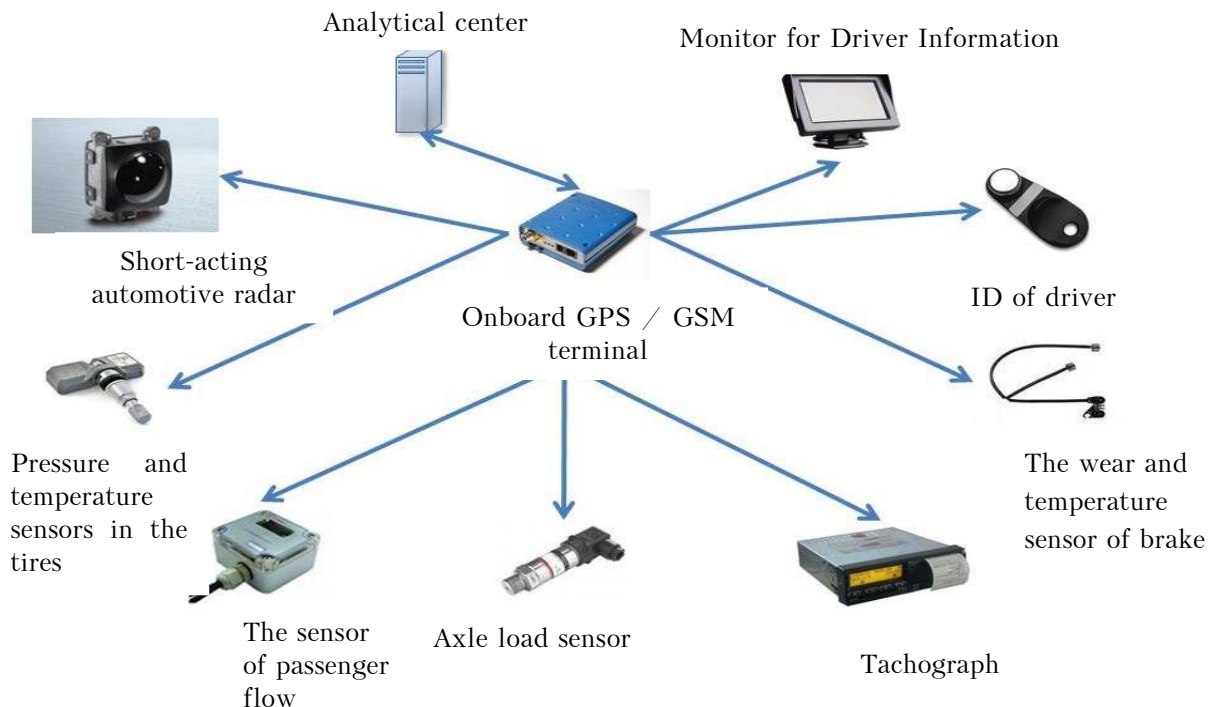 Analytical center
Monitor for Driver Information
Short-acting
automotive radar
ID of driver
Onboard GPS / GSM
terminal
Pressure and
temperature
sensors in the
tires
The wear and
temperature
sensor of brake
The sensor
of passenger
flow
Axle load sensor
Tachograph